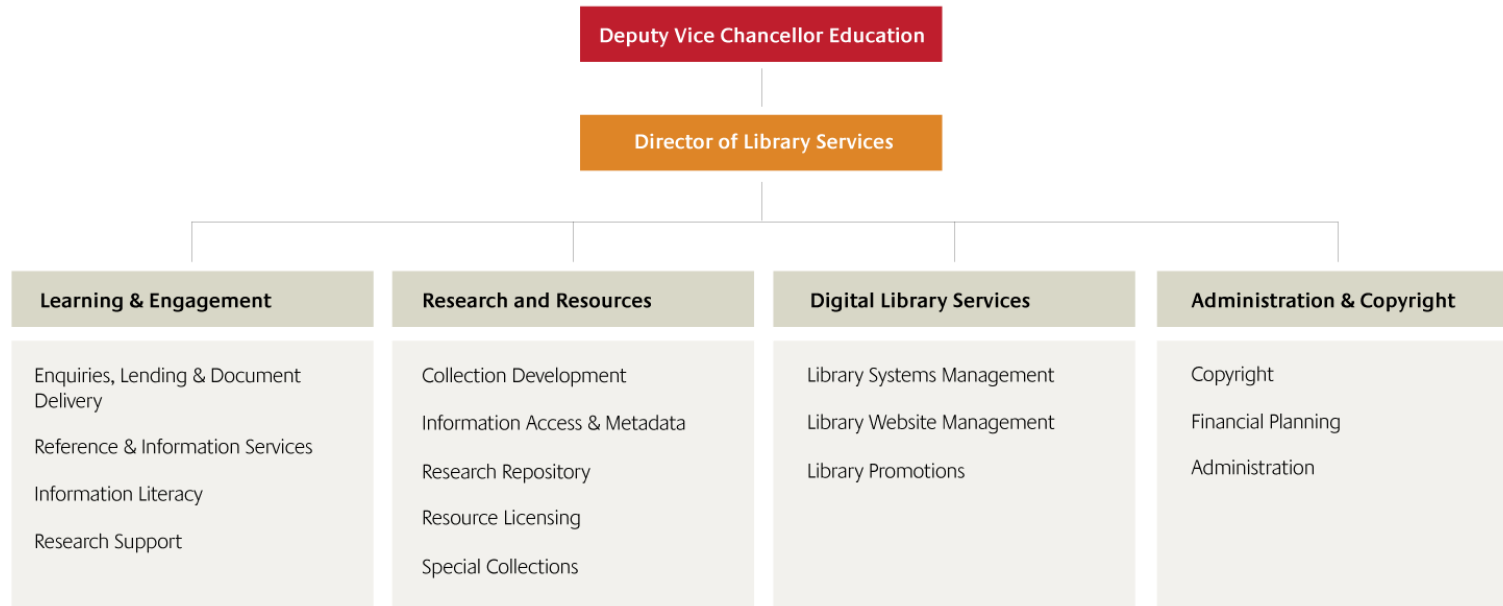 Deputy Vice Chancellor Education
Director of Library Services
Learning & Engagement
Enquiries, Lending & Document
Delivery
Reference & Information Services
Information Literacy
Research Support
Research and Resources
Collection Development
Information Access & Metadata
Research Repository
Resource Licensing
Special Collections
Digital Library Services
Library Systems Management
Library Website Management
Library Promotions
Administration & Copyright
Copyright
Financial Planning
Administration